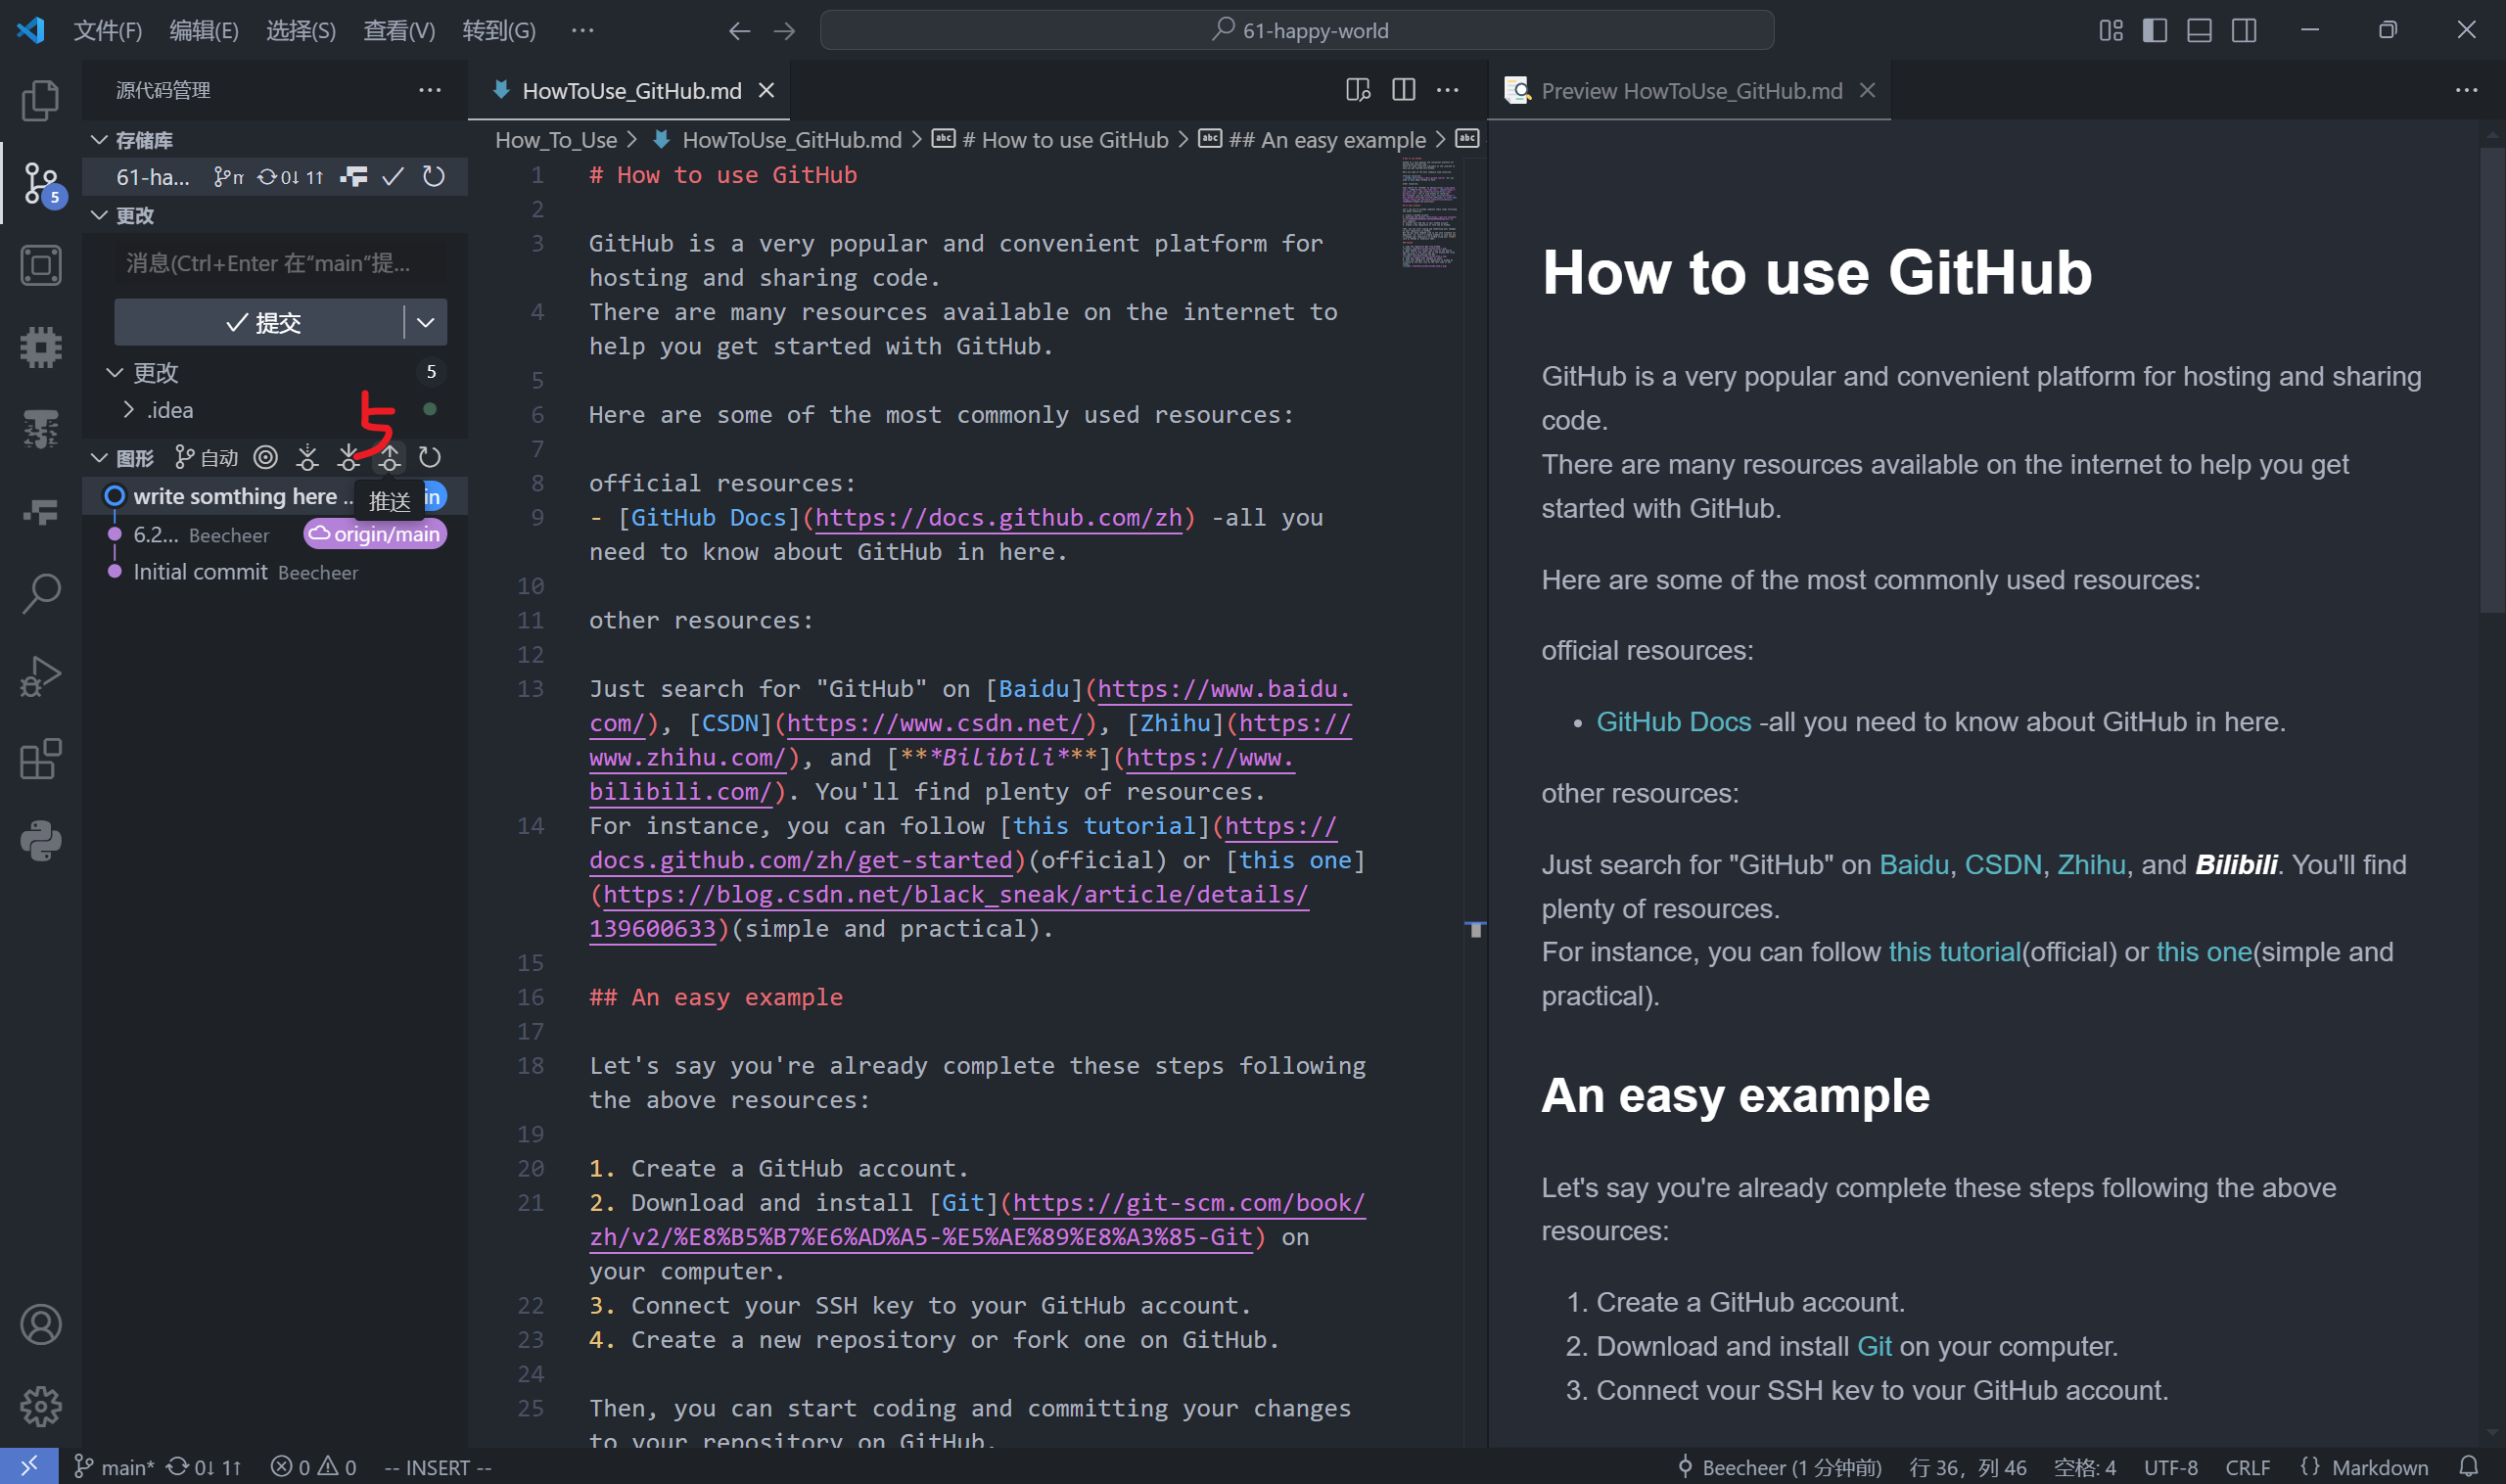 文件(F) 编辑(E) 选择(S) 查看(V) 转到(G) ··· 61-happy-world
源代码管理 ···
存储库
61-ha... 0↓ 1↑
更改
消息(Ctrl+Enter 在“main”提...
提交
更改 5
.idea
五
图形 自动
write somthing here ... in
推送
6.2... Beecheer origin/main
Initial commit Beecheer
5
HowToUse_GitHub.md
How_To_Use > HowToUse_GitHub.md > # How to use GitHub > ## An easy example >
1 # How to use GitHub
2
3 GitHub is a very popular and convenient platform for
hosting and sharing code.
4 There are many resources available on the internet to
help you get started with GitHub.
5
6 Here are some of the most commonly used resources:
7
8 official resources:
9 - [GitHub Docs](https://docs.github.com/zh) -all you
need to know about GitHub in here.
10
11 other resources:
12
13 Just search for "GitHub" on [Baidu](https://www.baidu.
com/), [CSDN](https://www.csdn.net/), [Zhihu](https://
www.zhihu.com/), and [***Bilibili***](https://www.
bilibili.com/). You'll find plenty of resources.
14 For instance, you can follow [this tutorial](https://
docs.github.com/zh/get-started)(official) or [this one]
(https://blog.csdn.net/black_sneak/article/details/
139600633)(simple and practical).
15
16 ## An easy example
17
18 Let's say you're already complete these steps following
the above resources:
19
20 1. Create a GitHub account.
21 2. Download and install [Git](https://git-scm.com/book/
zh/v2/%E8%B5%B7%E6%AD%A5-%E5%AE%89%E8%A3%85-Git) on
your computer.
22 3. Connect your SSH key to your GitHub account.
23 4. Create a new repository or fork one on GitHub.
24
25 Then, you can start coding and committing your changes
to your repository on GitHub.
Preview HowToUse_GitHub.md
How to use GitHub
GitHub is a very popular and convenient platform for hosting and sharing
code.
There are many resources available on the internet to help you get
started with GitHub.
Here are some of the most commonly used resources:
official resources:
• GitHub Docs -all you need to know about GitHub in here.
other resources:
Just search for "GitHub" on Baidu, CSDN, Zhihu, and Bilibili. You'll find
plenty of resources.
For instance, you can follow this tutorial(official) or this one(simple and
practical).
An easy example
Let's say you're already complete these steps following the above
resources:
1. Create a GitHub account.
2. Download and install Git on your computer.
3. Connect your SSH key to your GitHub account.
main* 0↓ 1↑ 0 0 -- INSERT -- Beecheer (1 分钟前) 行 36，列 46 空格: 4 UTF-8 CRLF {} Markdown